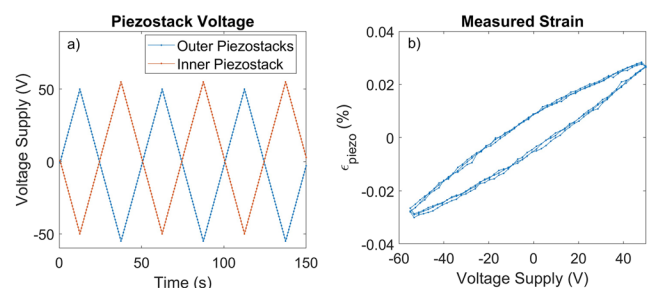 Piezostack Voltage
a)
Outer Piezostacks
Inner Piezostack
Voltage Supply (V)
50
0
-50
0
50
100
150
Time (s)
Measured Strain
b)
ϵpiezo (%)
0.04
0.02
0
-0.02
-0.04
-60
-40
-20
0
20
40
Voltage Supply (V)